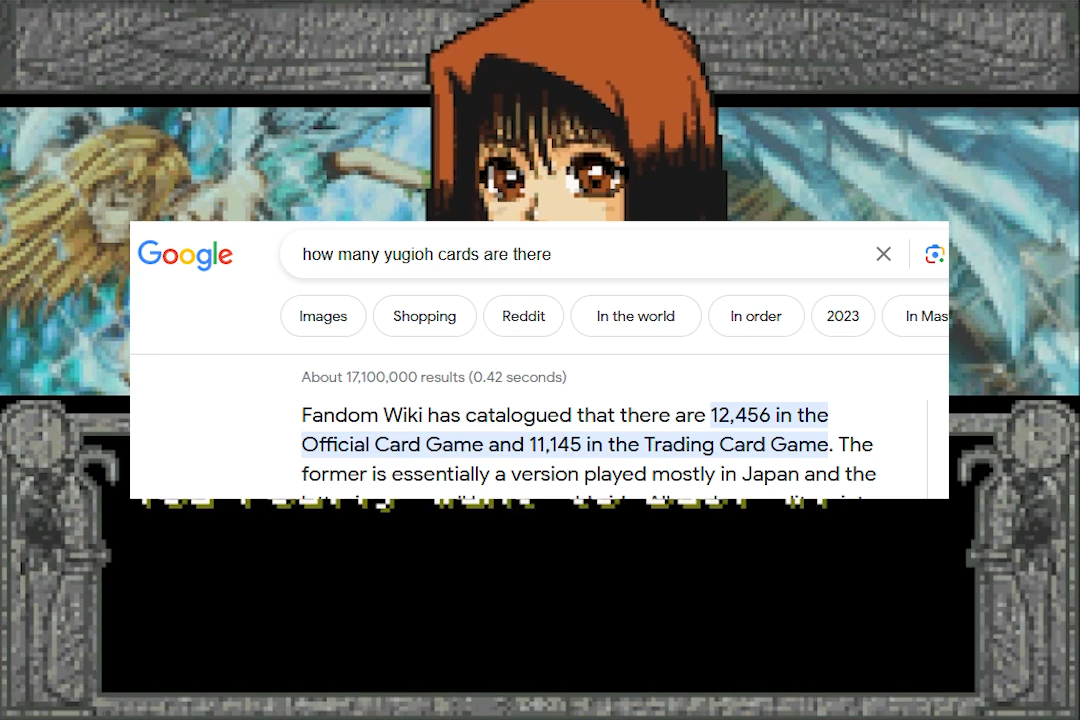 Google
how many yugioh cards are there
Images
Shopping
Reddit
In the world
In order
2023
In Mas
About 17,100,000 results (0.42 seconds)
Fandom Wiki has catalogued that there are 12,456 in the
Official Card Game and 11,145 in the Trading Card Game. The
former is essentially a version played mostly in Japan and the